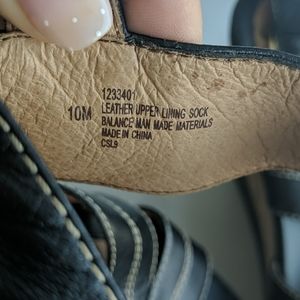 10M
1233401
LEATHER UPPER LINING SOCK
BALANCE MAN MADE MATERIALS
MADE IN CHINA
CSL9